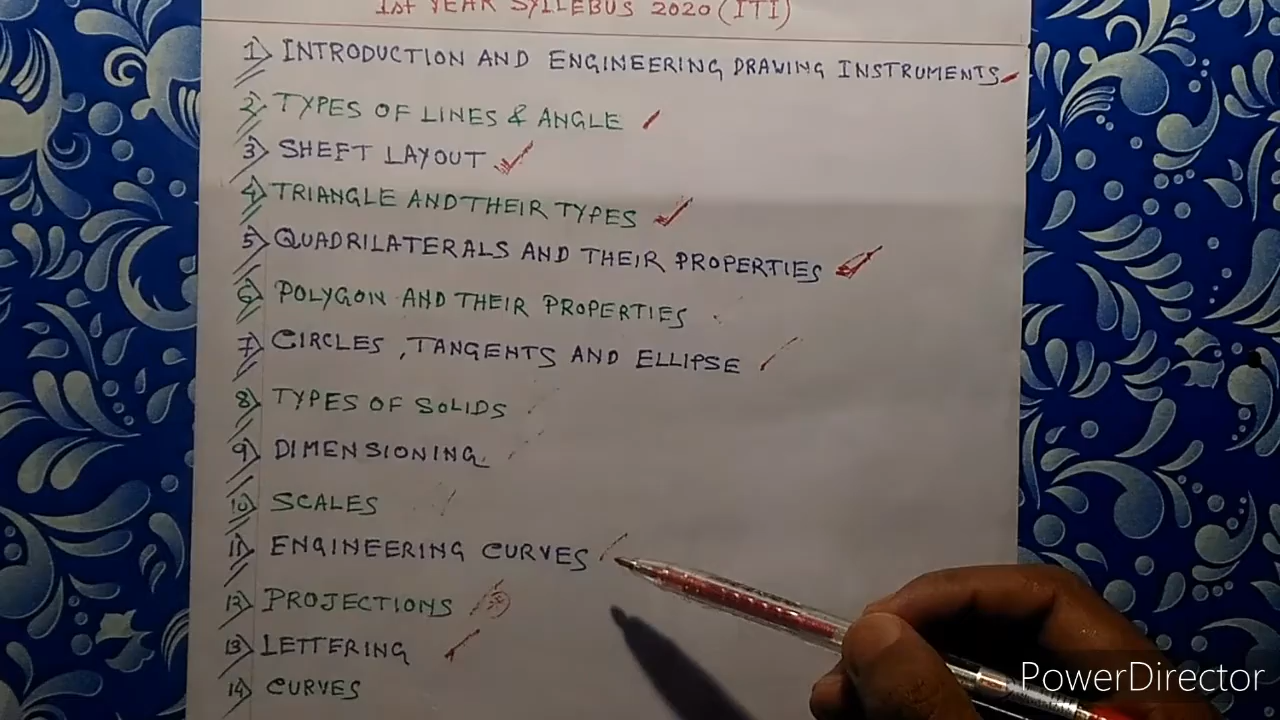 1st YEAR SYLLEBUS 2020 (ITI)
1) INTRODUCTION AND ENGINEERING DRAWING INSTRUMENTS
2) TYPES OF LINES & ANGLE
3) SHEFT LAYOUT
4) TRIANGLE AND THEIR TYPES
5) QUADRILATERALS AND THEIR PROPERTIES
6) POLYGON AND THEIR PROPERTIES
7) CIRCLES, TANGENTS AND ELLIPSE
8) TYPES OF SOLIDS
9) DIMENSIONING
10) SCALES
11) ENGINEERING CURVES
12) PROJECTIONS
13) LETTERING
14) CURVES
PowerDirector